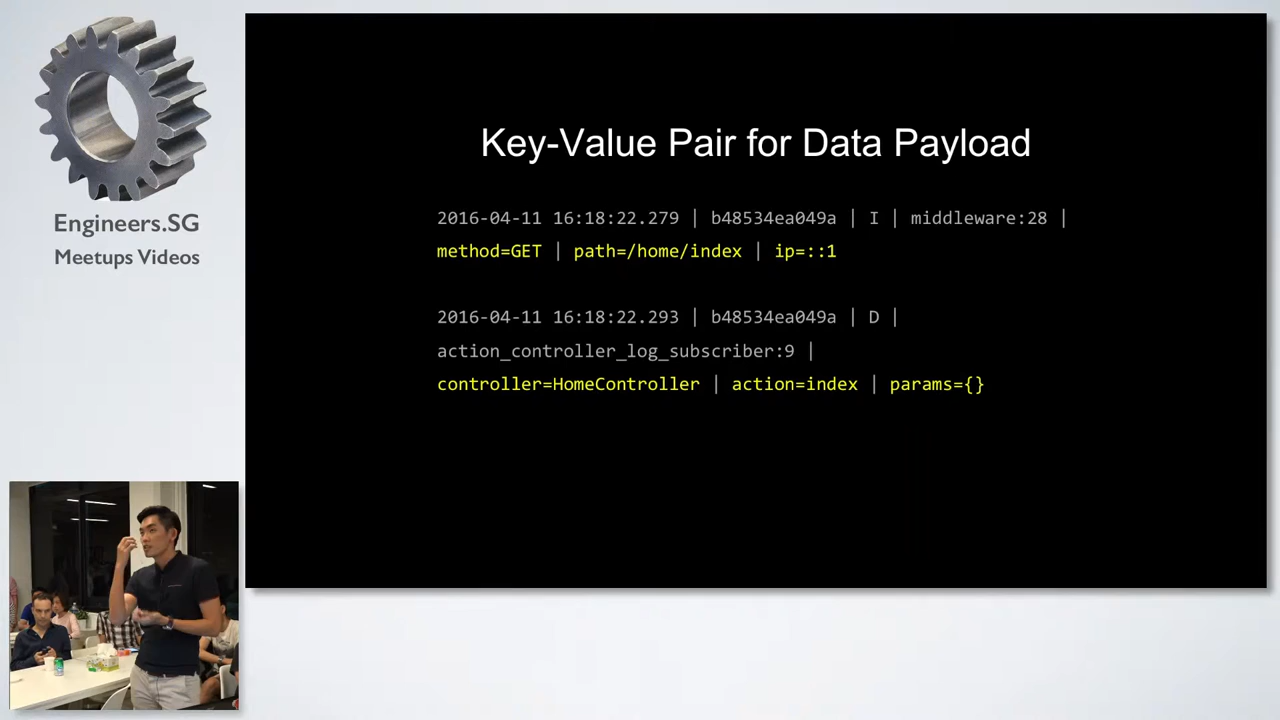 Engineers.SG
Meetups Videos
Key-Value Pair for Data Payload
2016-04-11 16:18:22.279 | b48534ea049a | I | middleware:28 |
method=GET | path=/home/index | ip=::1
2016-04-11 16:18:22.293 | b48534ea049a | D |
action_controller_log_subscriber:9 |
controller=HomeController | action=index | params={}